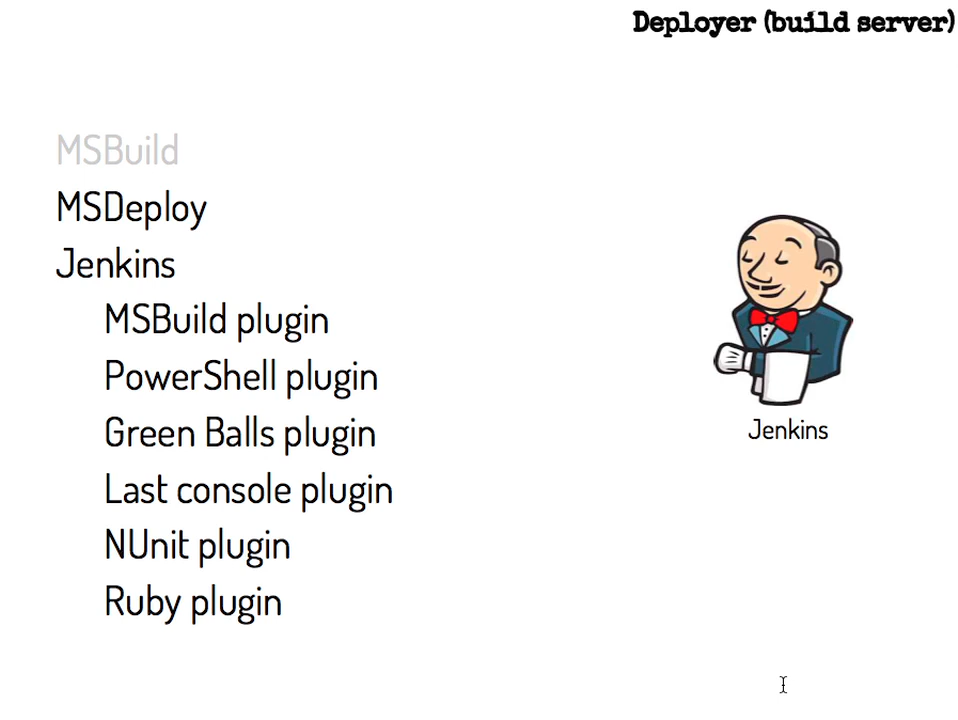 Deployer (build server)
MSBuild
MSDeploy
Jenkins
MSBuild plugin
PowerShell plugin
Green Balls plugin
Last console plugin
NUnit plugin
Ruby plugin
Jenkins